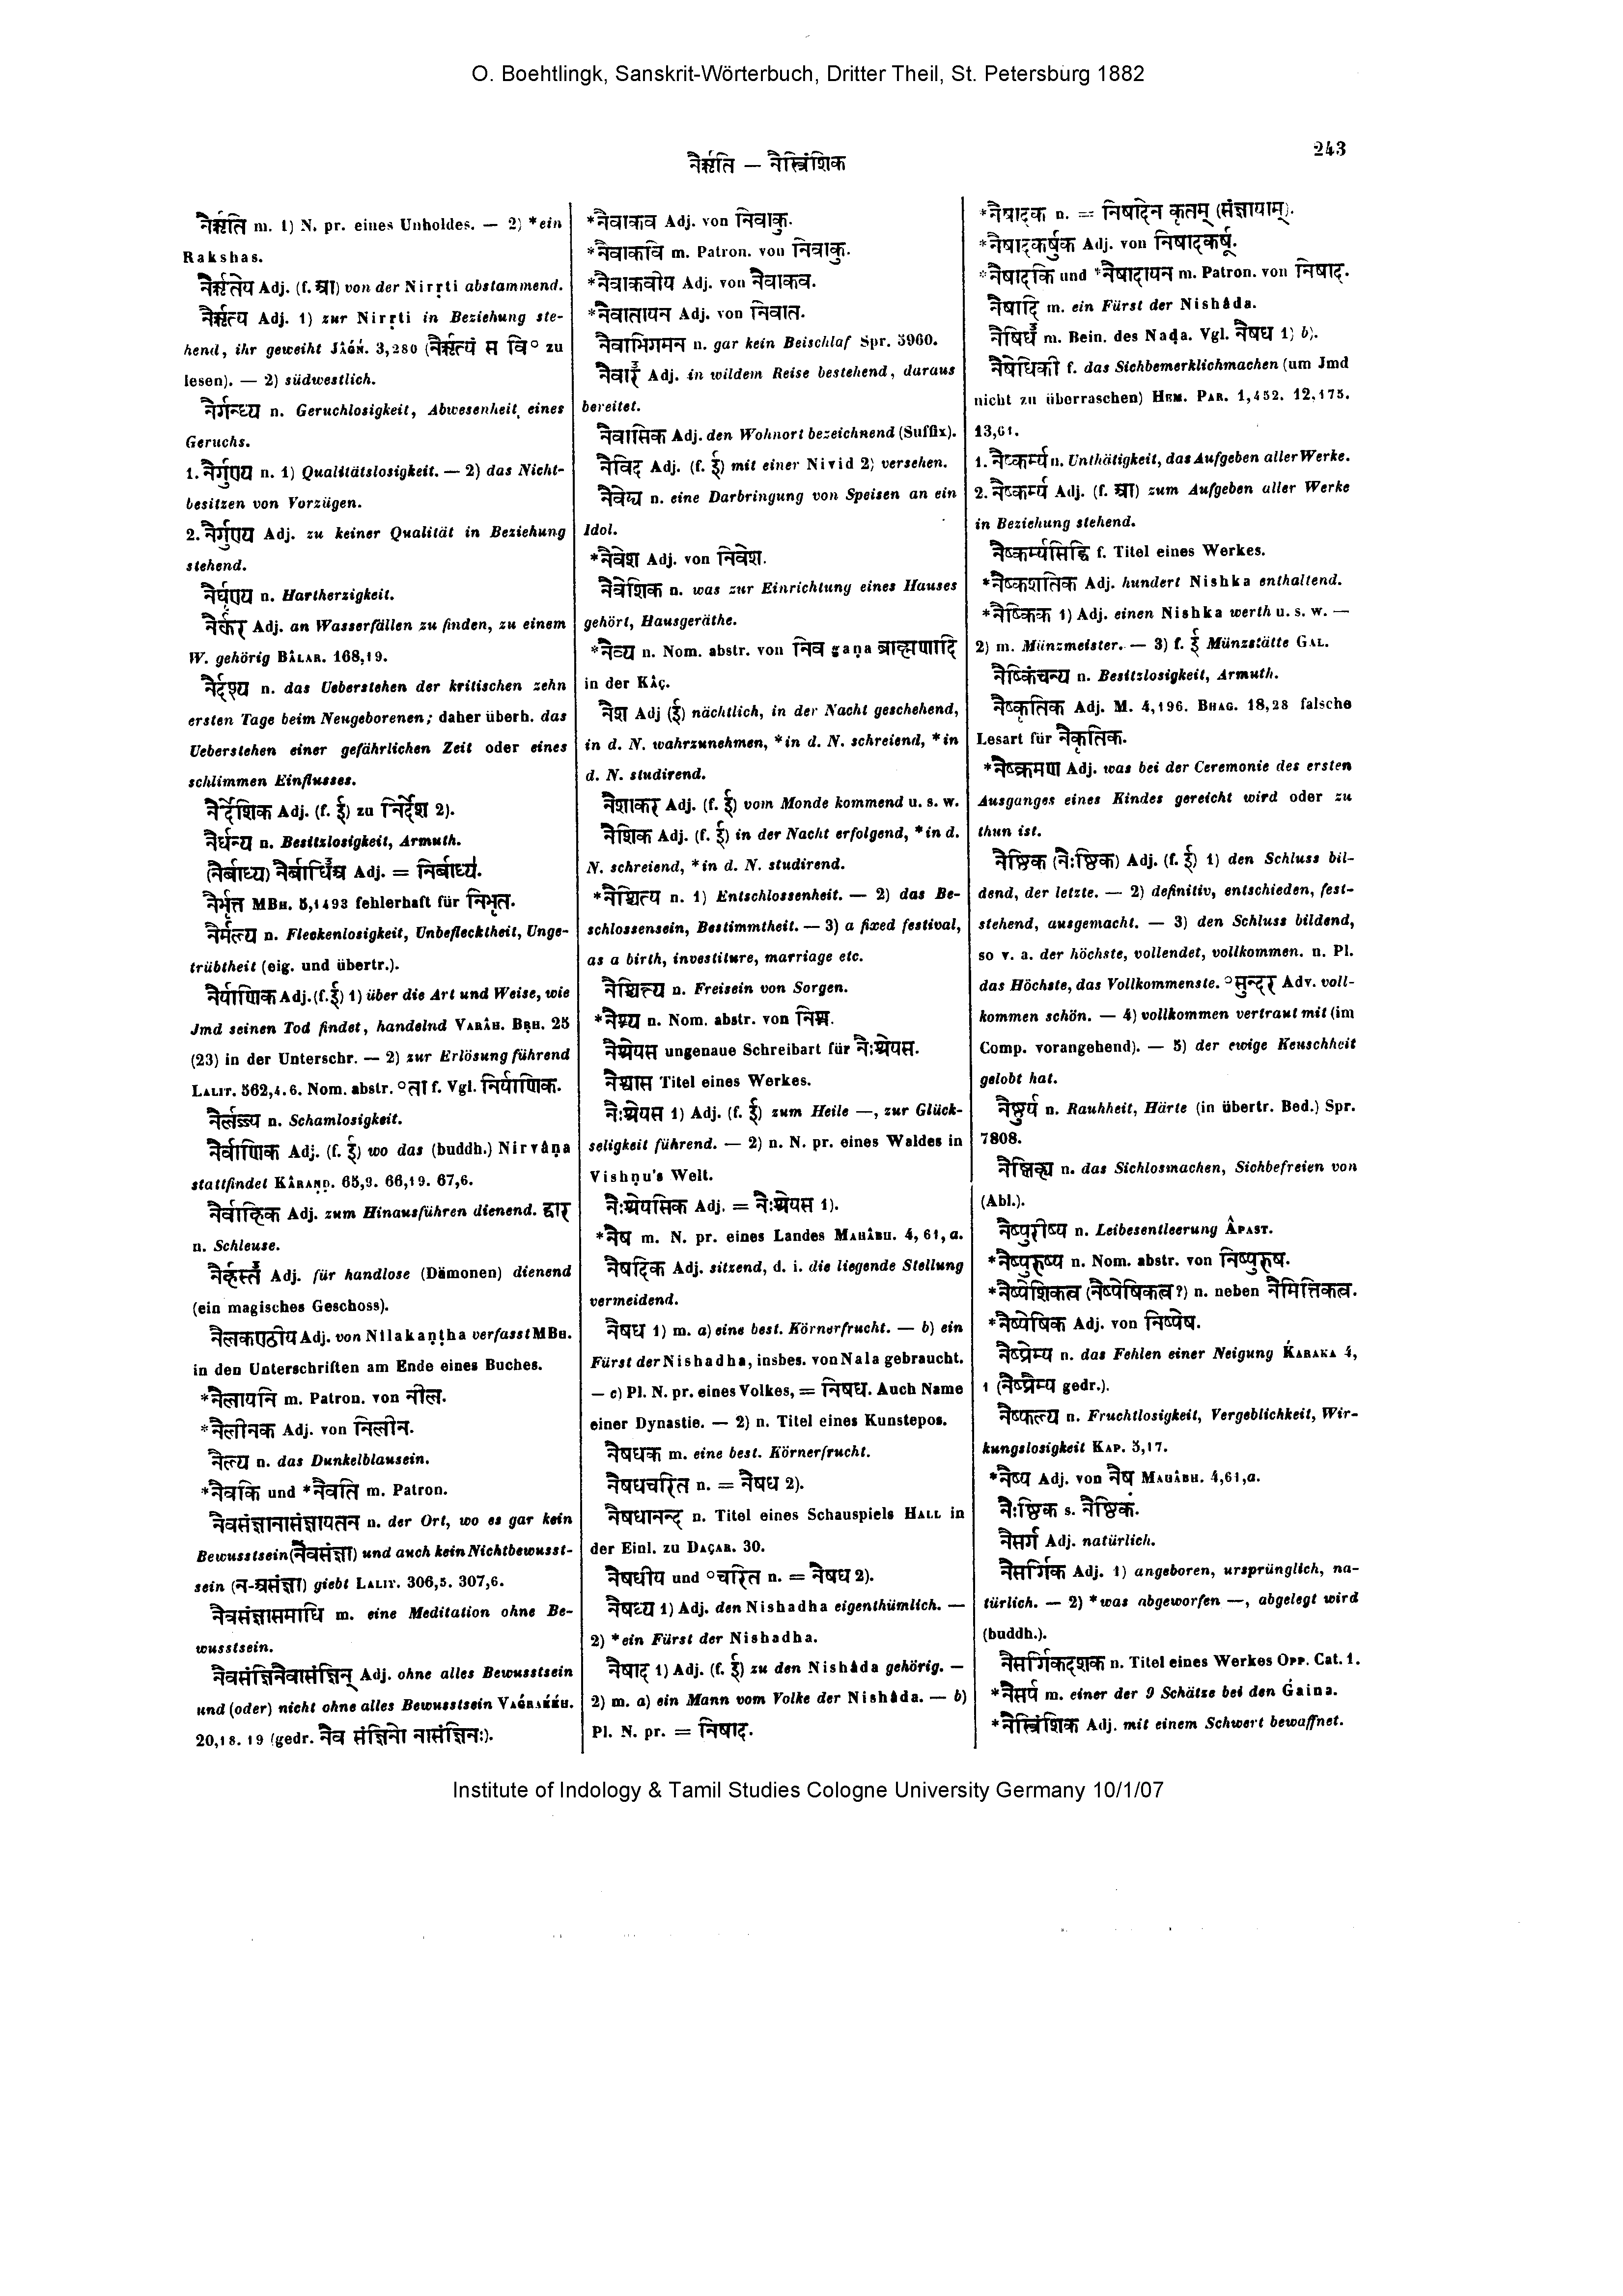 O. Boehtlingk, Sanskrit-Wörterbuch, Dritter Theil, St. Petersburg 1882
नैर्ऋति — नैस्त्रिंशिक
243
नैर्ऋति m. 1) N. pr. eines Unholdes. — 2) *ein
Rakshas.
नैर्ऋतेय Adj. (f. आ) von der Nirṛti abstammend.
नैर्ऋत्य Adj. 1) zur Nirṛti in Beziehung ste-
hend, ihr geweiht Jāǵń. 3,280 (नैर्ऋत्यं स वि° zu
lesen). — 2) südwestlich.
नैर्गन्ध्य n. Geruchlosigkeit, Abwesenheit eines
Geruchs.
1. नैर्गुण्य n. 1) Qualitätslosigkeit. — 2) das Nicht-
besitzen von Vorzügen.
2. नैर्गुण्य Adj. zu keiner Qualität in Beziehung
stehend.
नैर्घृण्य n. Hartherzigkeit.
नैर्झर Adj. an Wasserfällen zu finden, zu einem
W. gehörig Bâlar. 168,19.
नैर्दश्य n. das Ueberstehen der kritischen zehn
ersten Tage beim Neugeborenen; daher überh. das
Ueberstehen einer gefährlichen Zeit oder eines
schlimmen Einflusses.
नैर्देशिक Adj. (f. ई) zu निर्देश 2).
नैर्धन्य n. Besitzlosigkeit, Armuth.
(नैर्बाध्य) नैर्बाधिअ Adj. = निर्बाध्य.
नैर्भृत्त MBh. 5,1493 fehlerhaft für निभृत.
नैर्मल्य n. Fleckenlosigkeit, Unbeflecktheit, Unge-
trübtheit (eig. und übertr.).
नैर्याणिक Adj. (f. ई) 1) über die Art und Weise, wie
Jmd seinen Tod findet, handelnd Varâh. Bṛh. 25
(23) in der Unterschr. — 2) zur Erlösung führend
Lalit. 562,4. 6. Nom. abstr. °ता f. Vgl. निर्याणिक.
नैर्लज्ज्य n. Schamlosigkeit.
नैर्वाणिक Adj. (f. ई) wo das (buddh.) Nirvâṇa
stattfindet Kâraṇḍ. 65,9. 66,19. 67,6.
नैर्वाहिक Adj. zum Hinausführen dienend. द्वार
n. Schleuse.
नैर्हस्त Adj. für handlose (Dämonen) dienend
(ein magisches Geschoss).
नैलकण्ठीय Adj. von Nīlakaṇṭha verfasst MBh.
in den Unterschriften am Ende eines Buches.
*नैलायनि m. Patron. von नील.
*नैलीनक Adj. von निलीन.
नैल्य n. das Dunkelblausein.
*नैवकि und *नैवति m. Patron.
नैवसंज्ञानासंज्ञायतन n. der Ort, wo es gar kein
Bewusstsein (नैवसंज्ञा) und auch kein Nichtbewusst-
sein (न-असंज्ञा) giebt Lalit. 306,5. 307,6.
नैवसंज्ञासमाधि m. eine Meditation ohne Be-
wusstsein.
नैवसंज्ञिनैवासंज्ञिन् Adj. ohne alles Bewusstsein
und (oder) nicht ohne alles Bewusstsein Vaǵrakkh.
20,18. 19 (gedr. नैव संज्ञिनो नासंज्ञिनः).
*नैवाकव Adj. von निवाकु.
*नैवाकवि m. Patron. von निवाकु.
*नैवाकवीय Adj. von नैवाकव.
*नैवातायन Adj. von निवात.
नैवाभिगमन n. gar kein Beischlaf Spr. 5960.
नैवार Adj. in wildem Reise bestehend, daraus
bereitet.
नैवासिक Adj. den Wohnort bezeichnend (Suffix).
नैविद Adj. (f. ई) mit einer Nivid 2) versehen.
नैवेद्य n. eine Darbringung von Speisen an ein
Idol.
*नैवेश Adj. von निवेश.
नैवेशिक n. was zur Einrichtung eines Hauses
gehört, Hausgeräthe.
*नैव्य n. Nom. abstr. von निव gaṇa ब्राह्मणादि
in der Kâç.
नैश Adj (ई) nächtlich, in der Nacht geschehend,
in d. N. wahrzunehmen, *in d. N. schreiend, *in
d. N. studirend.
नैशाकर Adj. (f. ई) vom Monde kommend u. s. w.
नैशिक Adj. (f. ई) in der Nacht erfolgend, *in d.
N. schreiend, *in d. N. studirend.
*नैश्चित्य n. 1) Entschlossenheit. — 2) das Be-
schlossensein, Bestimmtheit. — 3) a fixed festival,
as a birth, investiture, marriage etc.
नैश्चिन्त्य n. Freisein von Sorgen.
*नैश्य n. Nom. abstr. von निश.
नैश्रेयस ungenaue Schreibart für नैःश्रेयस.
नैश्वास Titel eines Werkes.
नैःश्रेयस 1) Adj. (f. ई) zum Heile —, zur Glück-
seligkeit führend. — 2) n. N. pr. eines Waldes in
Vishṇu's Welt.
नैःश्रेयसिक Adj. = नैःश्रेयस 1).
*नैष m. N. pr. eines Landes Mahâbh. 4, 61, a.
नैषदिक Adj. sitzend, d. i. die liegende Stellung
vermeidend.
नैषध 1) m. a) eine best. Körnerfrucht. — b) ein
Fürst der Nishadha, insbes. von Nala gebraucht.
— c) Pl. N. pr. eines Volkes, = निषध. Auch Name
einer Dynastie. — 2) n. Titel eines Kunstepos.
नैषधक m. eine best. Körnerfrucht.
नैषधचरित n. = नैषध 2).
नैषधानन्द n. Titel eines Schauspiels Hall in
der Einl. zu Daçar. 30.
नैषधीय und °चरित n. = नैषध 2).
नैषध्य 1) Adj. den Nishadha eigenthümlich. —
2) *ein Fürst der Nishadha.
नैषाद 1) Adj. (f. ई) zu den Nishâda gehörig. —
2) m. a) ein Mann vom Volke der Nishâda. — b)
Pl. N. pr. = निषाद.
*नैषादक n. = निषादेन कृतम् (संज्ञायाम्).
*नैषादकर्षुक Adj. von निषादकर्षू.
*नैषादकि und *नैषादायन m. Patron. von निषाद.
नैषादि m. ein Fürst der Nishâda.
नैषिध m. Bein. des Naḍa. Vgl. नैषध 1) b).
नैषेधिकी f. das Sichbemerklichmachen (um Jmd
nicht zu überraschen) Hem. Par. 1,452. 12,175.
13,61.
1. नैष्कर्म्य n. Unthätigkeit, das Aufgeben aller Werke.
2. नैष्कर्म्य Adj. (f. आ) zum Aufgeben aller Werke
in Beziehung stehend.
नैष्कर्म्यसिद्धि f. Titel eines Werkes.
*नैष्कशतिक Adj. hundert Nishka enthaltend.
*नैष्किक 1) Adj. einen Nishka werth u. s. w. —
2) m. Münzmeister. — 3) f. ई Münzstätte Gal.
नैष्किंचन्य n. Besitzlosigkeit, Armuth.
नैष्कृतिक Adj. M. 4,196. Bhag. 18,28 falsche
Lesart für नैकृतिक.
*नैष्क्रमण Adj. was bei der Ceremonie des ersten
Ausganges eines Kindes gereicht wird oder zu
thun ist.
नैष्ठिक (नैःष्ठिक) Adj. (f. ई) 1) den Schluss bil-
dend, der letzte. — 2) definitiv, entschieden, fest-
stehend, ausgemacht. — 3) den Schluss bildend,
so v. a. der höchste, vollendet, vollkommen. n. Pl.
das Höchste, das Vollkommenste. °सुन्दर Adv. voll-
kommen schön. — 4) vollkommen vertraut mit (im
Comp. vorangehend). — 5) der ewige Keuschheit
gelobt hat.
नैष्ठुर्य n. Rauhheit, Härte (in übertr. Bed.) Spr.
7808.
नैष्णिक्य n. das Sichlosmachen, Sichbefreien von
(Abl.).
नैष्पुरीष्य n. Leibesentleerung Âpast.
*नैष्पुरुष्य n. Nom. abstr. von निष्पुरुष.
*नैष्पेशिकत्व (नैष्पेषिकत्व?) n. neben नैमित्तिकत्व.
*नैष्पेषिक Adj. von निष्पेष.
नैष्प्रेम्य n. das Fehlen einer Neigung Karaka 4,
1 (नैष्प्रैम्य gedr.).
नैष्फल्य n. Fruchtlosigkeit, Vergeblichkeit, Wir-
kungslosigkeit Kap. 5,17.
*नैष्य Adj. von नैष Mahâbh. 4,61,a.
नैःष्ठिक s. नैष्ठिक.
नैसर्ग Adj. natürlich.
नैसर्गिक Adj. 1) angeboren, ursprünglich, na-
türlich. — 2) *was abgeworfen —, abgelegt wird
(buddh.).
नैसर्गिकदशक n. Titel eines Werkes Opp. Cat. 1.
*नैसर्प m. einer der 9 Schätze bei den Ǵaina.
*नैस्त्रिंशिक Adj. mit einem Schwert bewaffnet.
Institute of Indology & Tamil Studies Cologne University Germany 10/1/07